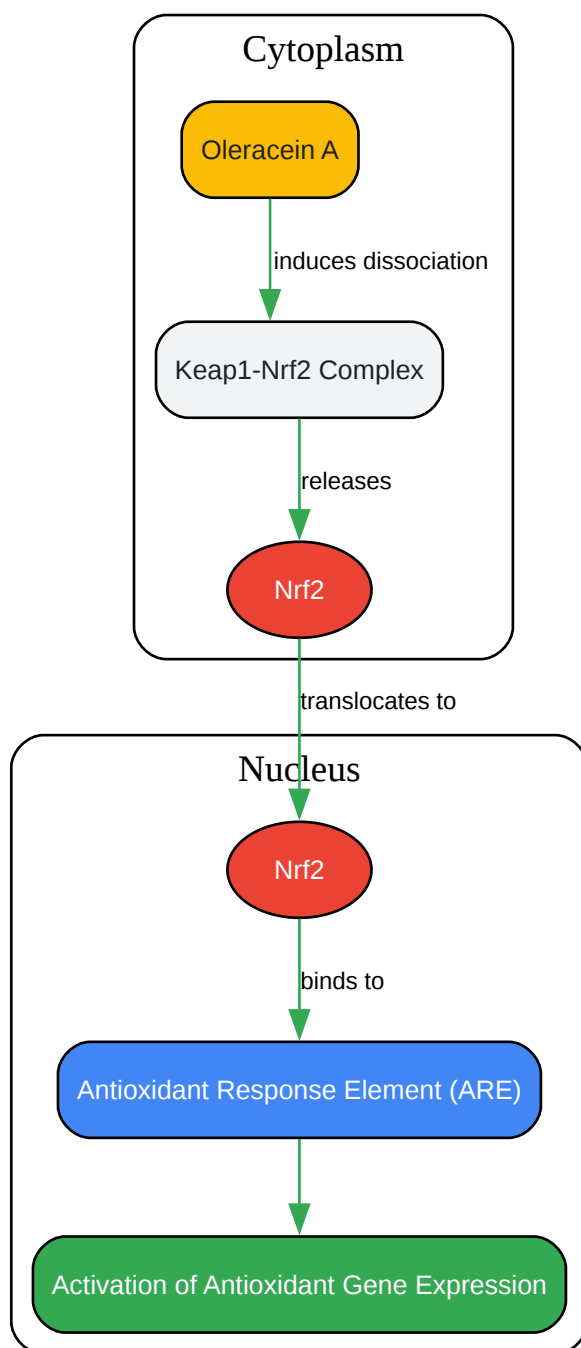 Cytoplasm
Oleracein A
induces dissociation
Keap1-Nrf2 Complex
releases
Nrf2
translocates to
Nucleus
Nrf2
binds to
Antioxidant Response Element (ARE)
Activation of Antioxidant Gene Expression